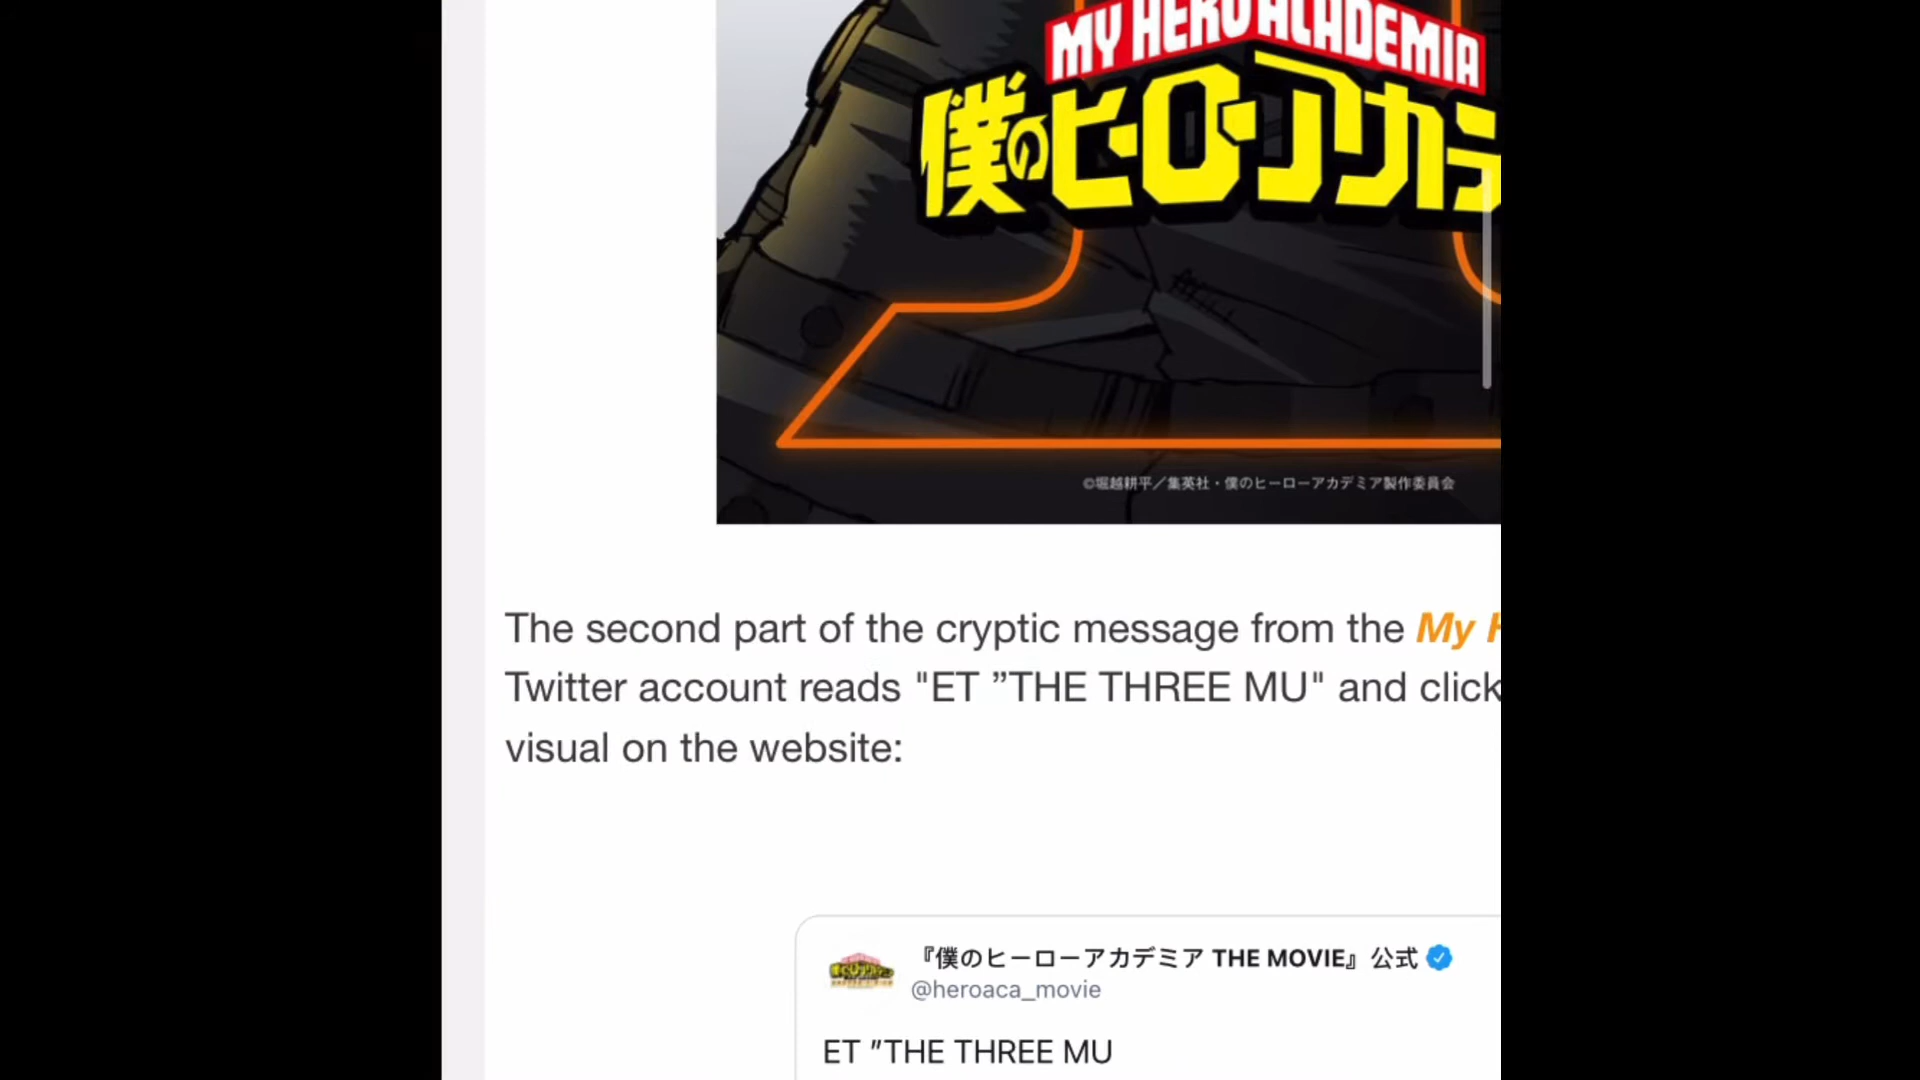 MY HERO ACADEMIA
僕のヒーローアカデ
©堀越耕平／集英社・僕のヒーローアカデミア製作委員会
The second part of the cryptic message from the My H
Twitter account reads "ET ”THE THREE MU" and click
visual on the website:
『僕のヒーローアカデミア THE MOVIE』公式
@heroaca_movie
ET ″THE THREE MU